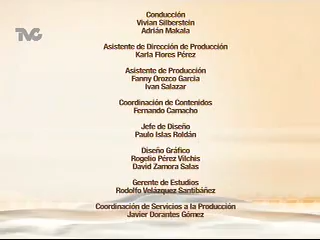 Conducción
Vivian Silberstein
Adrián Makala
TVC
Asistente de Dirección de Producción
Karla Flores Pérez
Asistente de Producción
Fanny Orozco García
Ivan Salazar
Coordinación de Contenidos
Fernando Camacho
Jefe de Diseño
Paulo Islas Roldán
Diseño Gráfico
Rogelio Pérez Vilchis
David Zamora Salas
Gerente de Estudios
Rodolfo Velázquez Santibáñez
Coordinación de Servicios a la Producción
Javier Dorantes Gómez